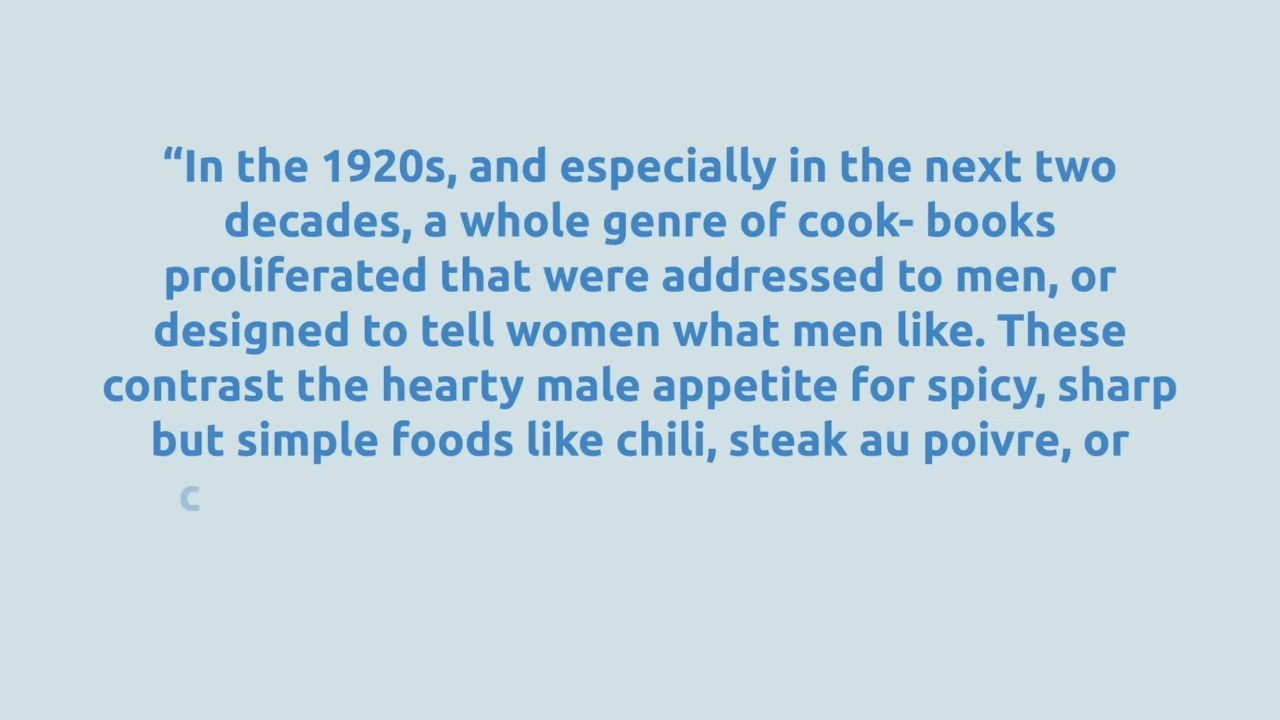 “In the 1920s, and especially in the next two
decades, a whole genre of cook- books
proliferated that were addressed to men, or
designed to tell women what men like. These
contrast the hearty male appetite for spicy, sharp
but simple foods like chili, steak au poivre, or
c